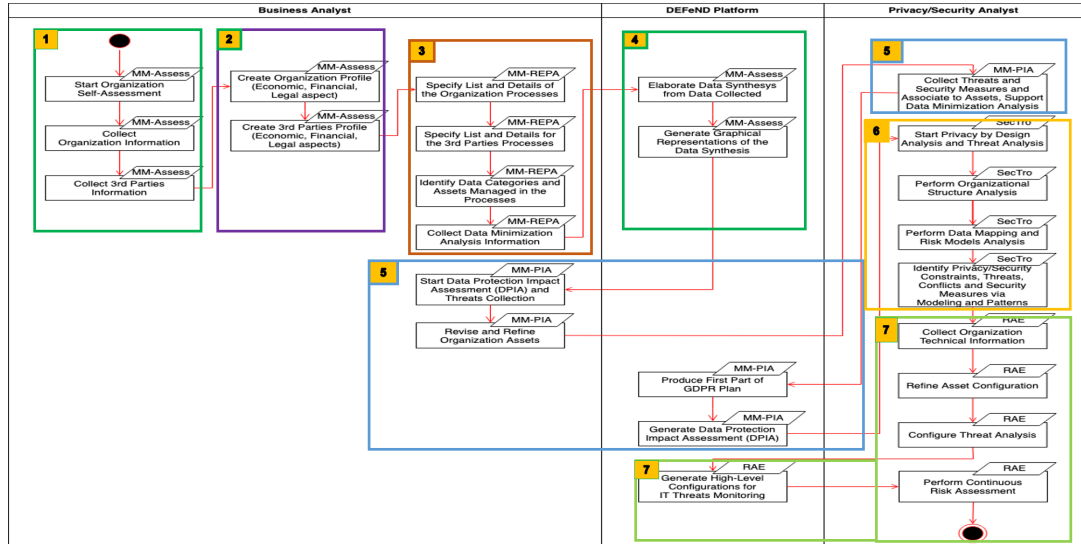 Business Analyst
DEFeND Platform
Privacy/Security Analyst
1
MM-Assess
Start Organization
Self-Assessment
MM-Assess
Collect
Organization Information
MM-Assess
Collect 3rd Parties
Information
2
MM-Assess
Create Organization Profile
(Economic, Financial,
Legal aspect)
MM-Assess
Create 3rd Parties Profile
(Economic, Financial,
Legal aspects)
3
MM-REPA
Specify List and Details of
the Organization Processes
MM-REPA
Specify List and Details for
the 3rd Parties Processes
MM-REPA
Identify Data Categories and
Assets Managed in the
Processes
MM-REPA
Collect Data Minimization
Analysis Information
4
MM-Assess
Elaborate Data Synthesys
from Data Collected
MM-Assess
Generate Graphical
Representations of the
Data Synthesis
5
MM-PIA
Collect Threats and
Security Measures and
Associate to Assets, Support
Data Minimization Analysis
6
SecTro
Start Privacy by Design
Analysis and Threat Analysis
SecTro
Perform Organizational
Structure Analysis
SecTro
Perform Data Mapping and
Risk Models Analysis
SecTro
Identify Privacy/Security
Constraints, Threats,
Conflicts and Security
Measures via
Modeling and Patterns
5
MM-PIA
Start Data Protection Impact
Assessment (DPIA) and
Threats Collection
MM-PIA
Revise and Refine
Organization Assets
MM-PIA
Produce First Part of
GDPR Plan
MM-PIA
Generate Data Protection
Impact Assessment (DPIA)
7
RAE
Collect Organization
Technical Information
RAE
Refine Asset Configuration
RAE
Configure Threat Analysis
7
RAE
Generate High-Level
Configurations for
IT Threats Monitoring
RAE
Perform Continuous
Risk Assessment